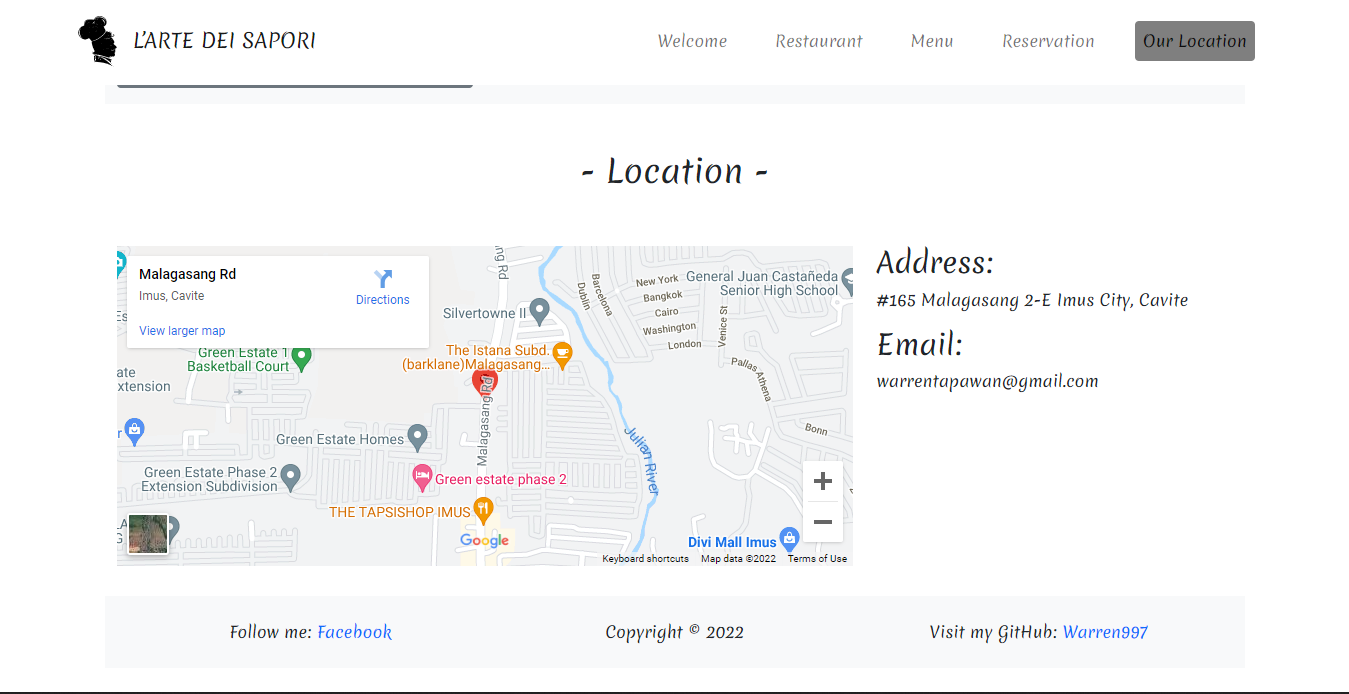 L'ARTE DEI SAPORI
Welcome
Restaurant
Menu
Reservation
Our Location
- Location -
Malagasang Rd
Imus, Cavite
Directions
View larger map
Silvertowne II
General Juan Castañeda
Senior High School
New York
Bangkok
Cairo
Washington
London
Dublin
Barcelona
Venice St
Pallas Athena
Bonn
Green Estate 1
Basketball Court
The Istana Subd.
(barklane)Malagasang...
ate
xtension
Malagasang Rd
Julian River
Green Estate Homes
Green Estate Phase 2
Extension Subdivision
Green estate phase 2
THE TAPSISHOP IMUS
Google
Divi Mall Imus
Keyboard shortcuts
Map data ©2022
Terms of Use
Address:
#165 Malagasang 2-E Imus City, Cavite
Email:
warrentapawan@gmail.com
Follow me: Facebook
Copyright © 2022
Visit my GitHub: Warren997